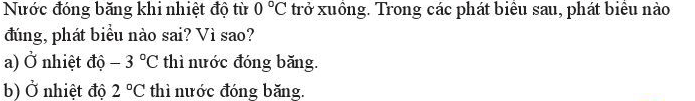 Nước đóng băng khi nhiệt độ từ 0 °C trở xuống. Trong các phát biểu sau, phát biểu nào
đúng, phát biểu nào sai? Vì sao?
a) Ở nhiệt độ – 3 °C thì nước đóng băng.
b) Ở nhiệt độ 2 °C thì nước đóng băng.